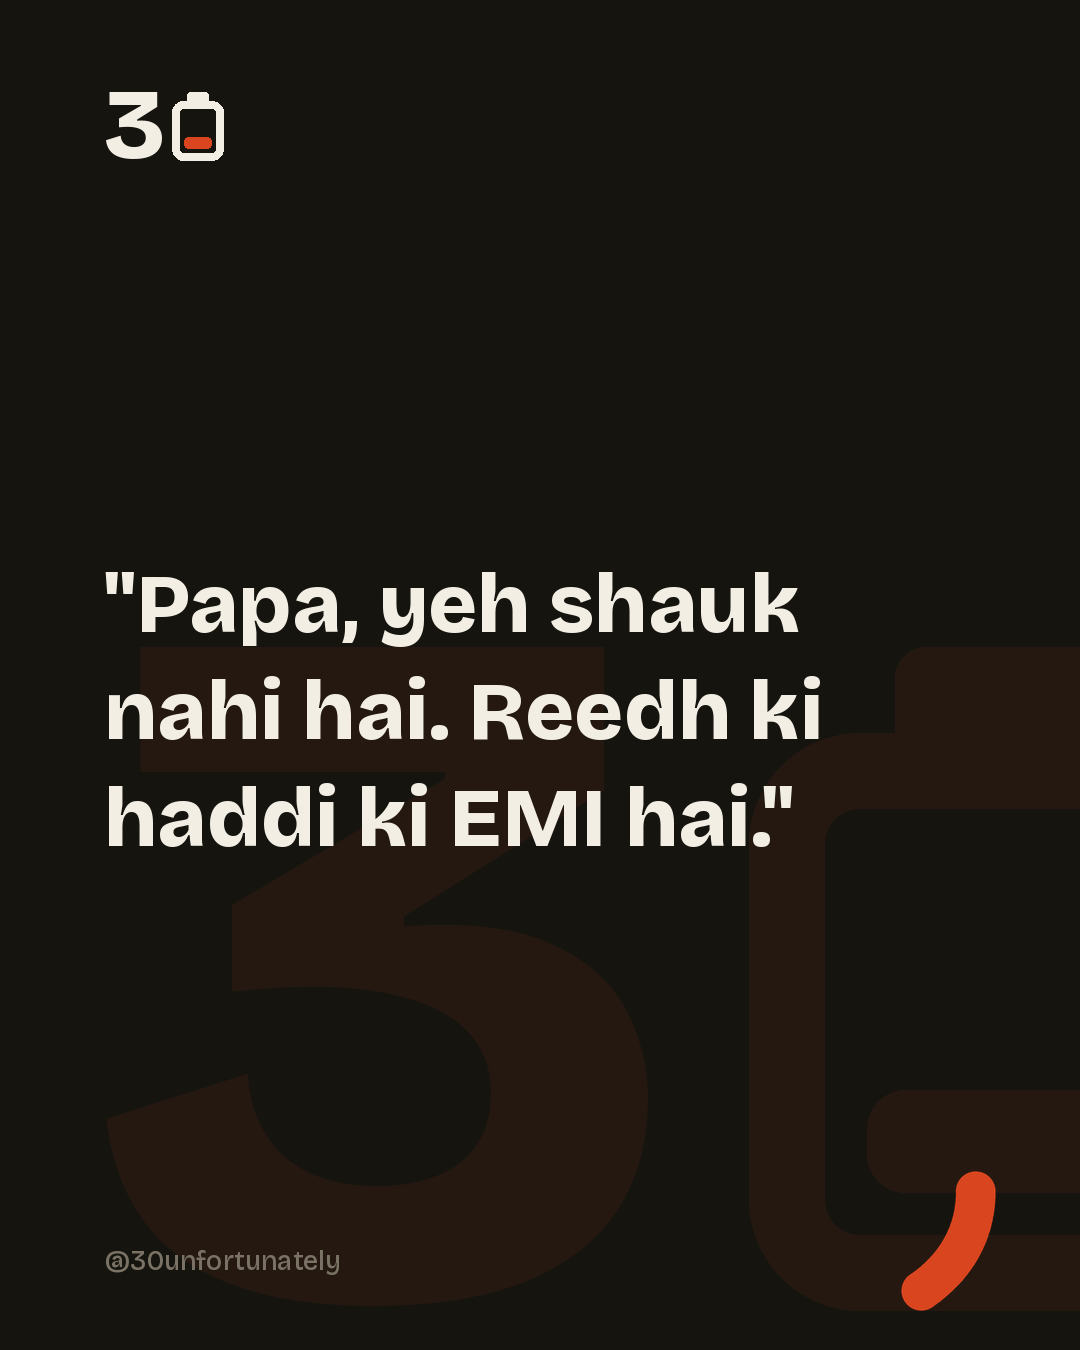 30
"Papa, yeh shauk
nahi hai. Reedh ki
haddi ki EMI hai."
@30unfortunately